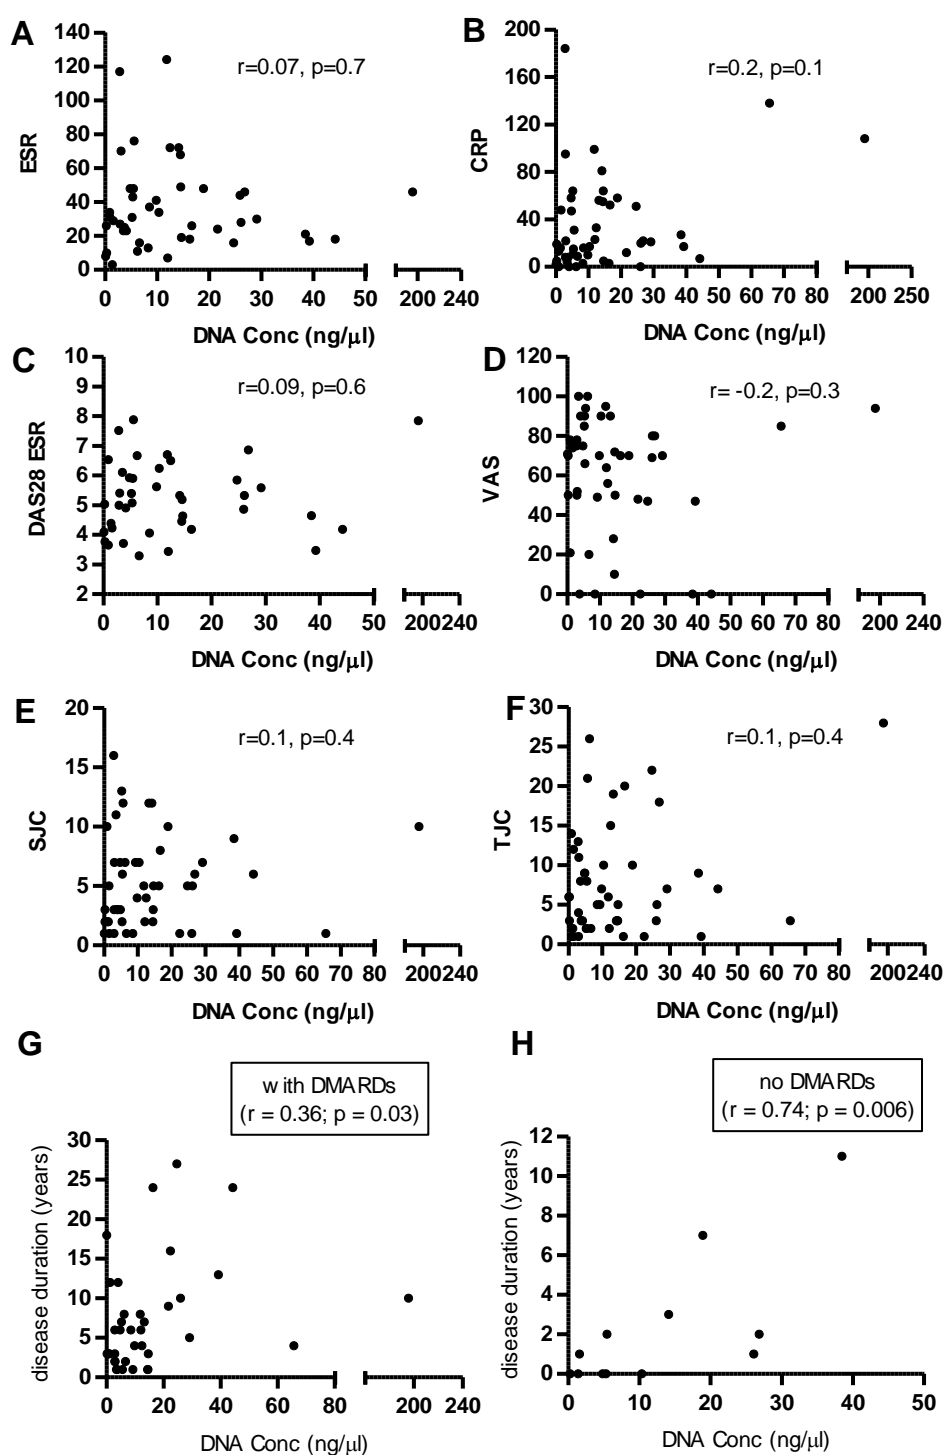 A
140
120
100
80
60
40
20
0
ESR
r=0.07, p=0.7
0 10 20 30 40 50 200 240
DNA Conc (ng/µl)
B
200
160
120
80
40
0
CRP
r=0.2, p=0.1
0 10 20 30 40 50 60 70 80 200 250
DNA Conc (ng/µl)
C
10
9
8
7
6
5
4
3
2
DAS28 ESR
r=0.09, p=0.6
0 10 20 30 40 50 200 240
DNA Conc (ng/µl)
D
120
100
80
60
40
20
0
VAS
r= -0.2, p=0.3
0 10 20 30 40 50 60 70 80 200 240
DNA Conc (ng/µl)
E
20
15
10
5
0
SJC
r=0.1, p=0.4
0 10 20 30 40 50 60 70 80 200 240
DNA Conc (ng/µl)
F
30
25
20
15
10
5
0
TJC
r=0.1, p=0.4
0 10 20 30 40 50 60 70 80 200 240
DNA Conc (ng/µl)
G
with DMARDs
(r = 0.36; p = 0.03)
30
25
20
15
10
5
0
disease duration (years)
0 20 40 60 80 200 240
DNA Conc (ng/µl)
H
no DMARDs
(r = 0.74; p = 0.006)
12
10
8
6
4
2
0
disease duration (years)
0 10 20 30 40 50
DNA Conc (ng/µl)